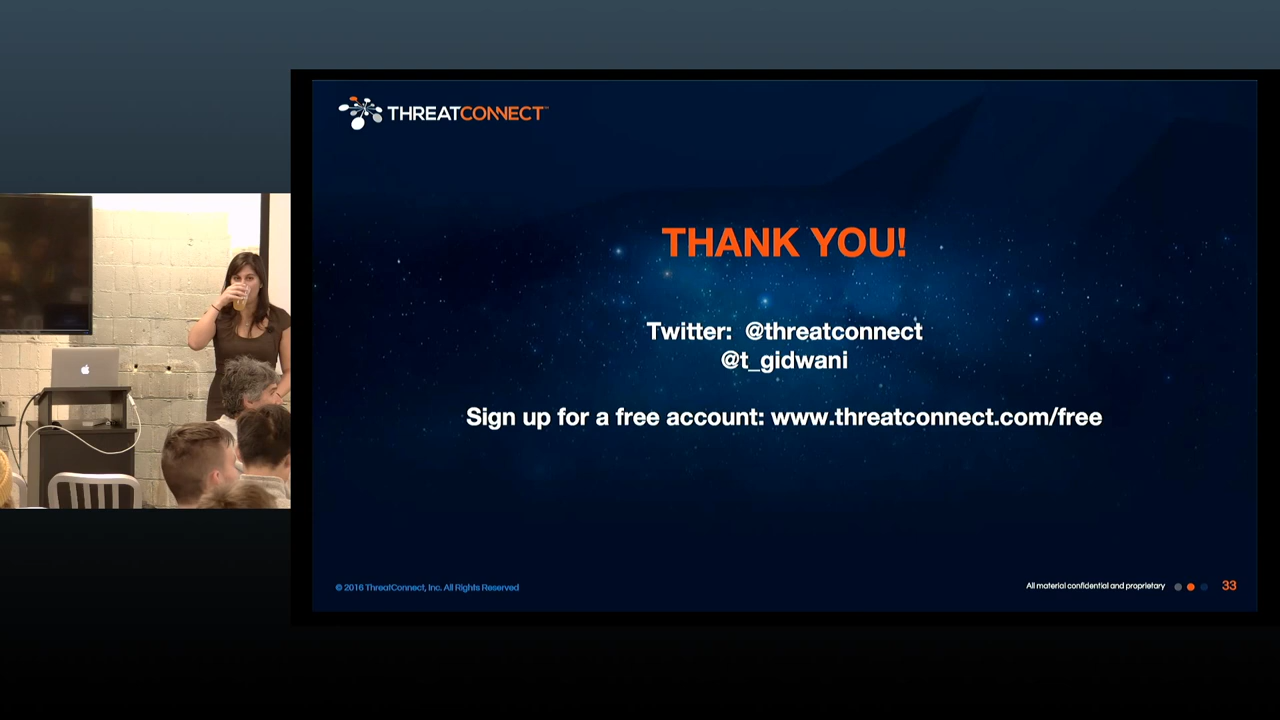 THREATCONNECT™
THANK YOU!
Twitter: @threatconnect
@t_gidwani
Sign up for a free account: www.threatconnect.com/free
© 2016 ThreatConnect, Inc. All Rights Reserved
All material confidential and proprietary
33